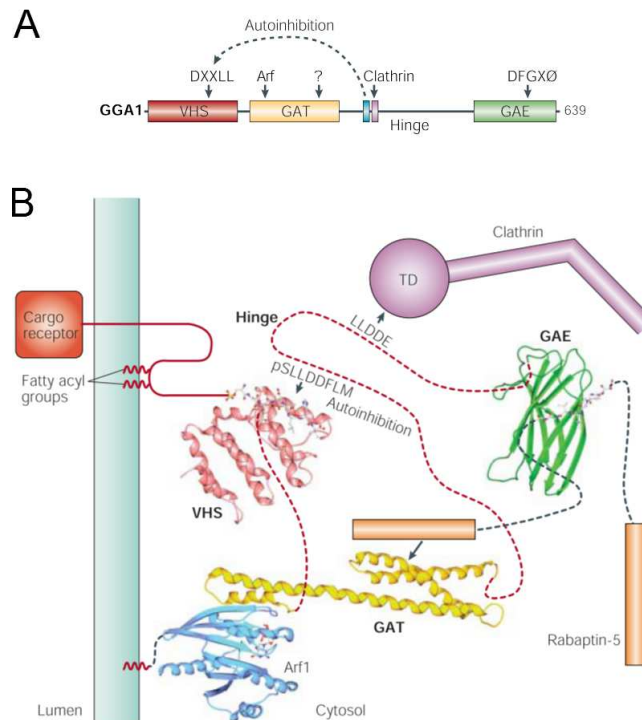 A
Autoinhibition
DXXLL Arf ? Clathrin DFGXØ
GGA1 VHS GAT Hinge GAE 639
B
Clathrin
TD
Cargo
receptor
Hinge
LLDDE
GAE
Fatty acyl
groups
pSLLDDFLM
Autoinhibition
VHS
GAT
Rabaptin-5
Arf1
Lumen
Cytosol